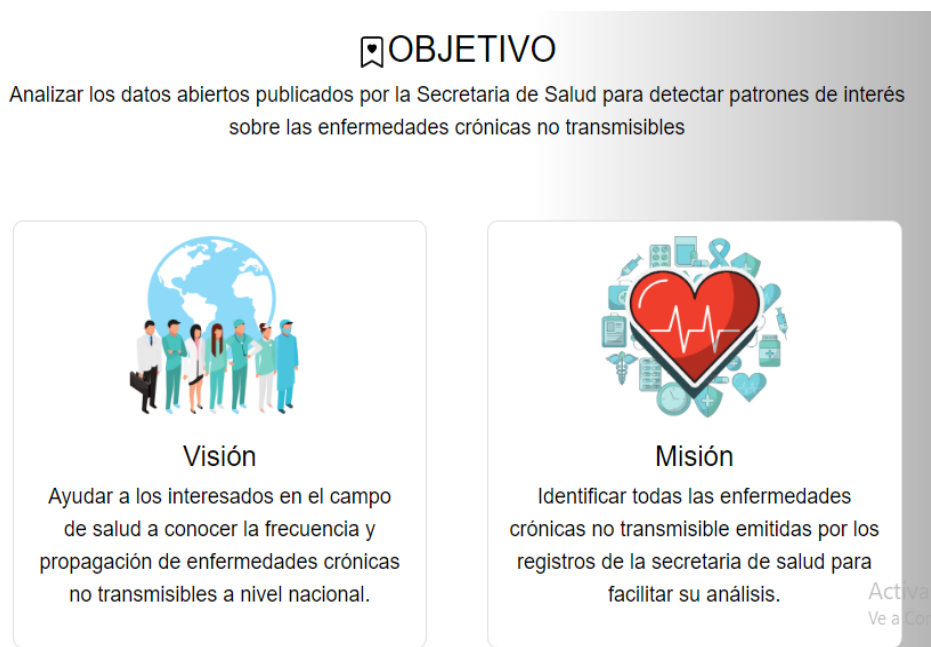 OBJETIVO
Analizar los datos abiertos publicados por la Secretaria de Salud para detectar patrones de interés
sobre las enfermedades crónicas no transmisibles
Visión
Ayudar a los interesados en el campo
de salud a conocer la frecuencia y
propagación de enfermedades crónicas
no transmisibles a nivel nacional.
Misión
Identificar todas las enfermedades
crónicas no transmisible emitidas por los
registros de la secretaria de salud para
facilitar su análisis.
Activa
Ve a Con